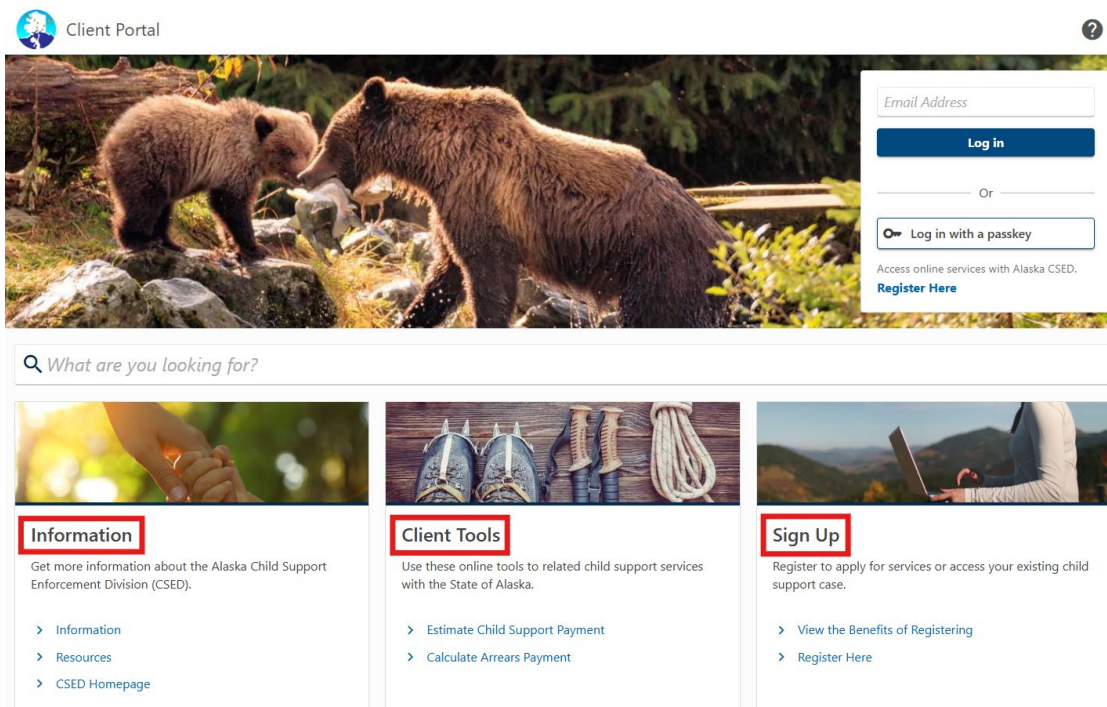 Client Portal
?
Email Address
Log in
Or
Log in with a passkey
Access online services with Alaska CSED.
Register Here
What are you looking for?
Information
Get more information about the Alaska Child Support
Enforcement Division (CSED).
Information
Resources
CSED Homepage
Client Tools
Use these online tools to related child support services
with the State of Alaska.
Estimate Child Support Payment
Calculate Arrears Payment
Sign Up
Register to apply for services or access your existing child
support case.
View the Benefits of Registering
Register Here